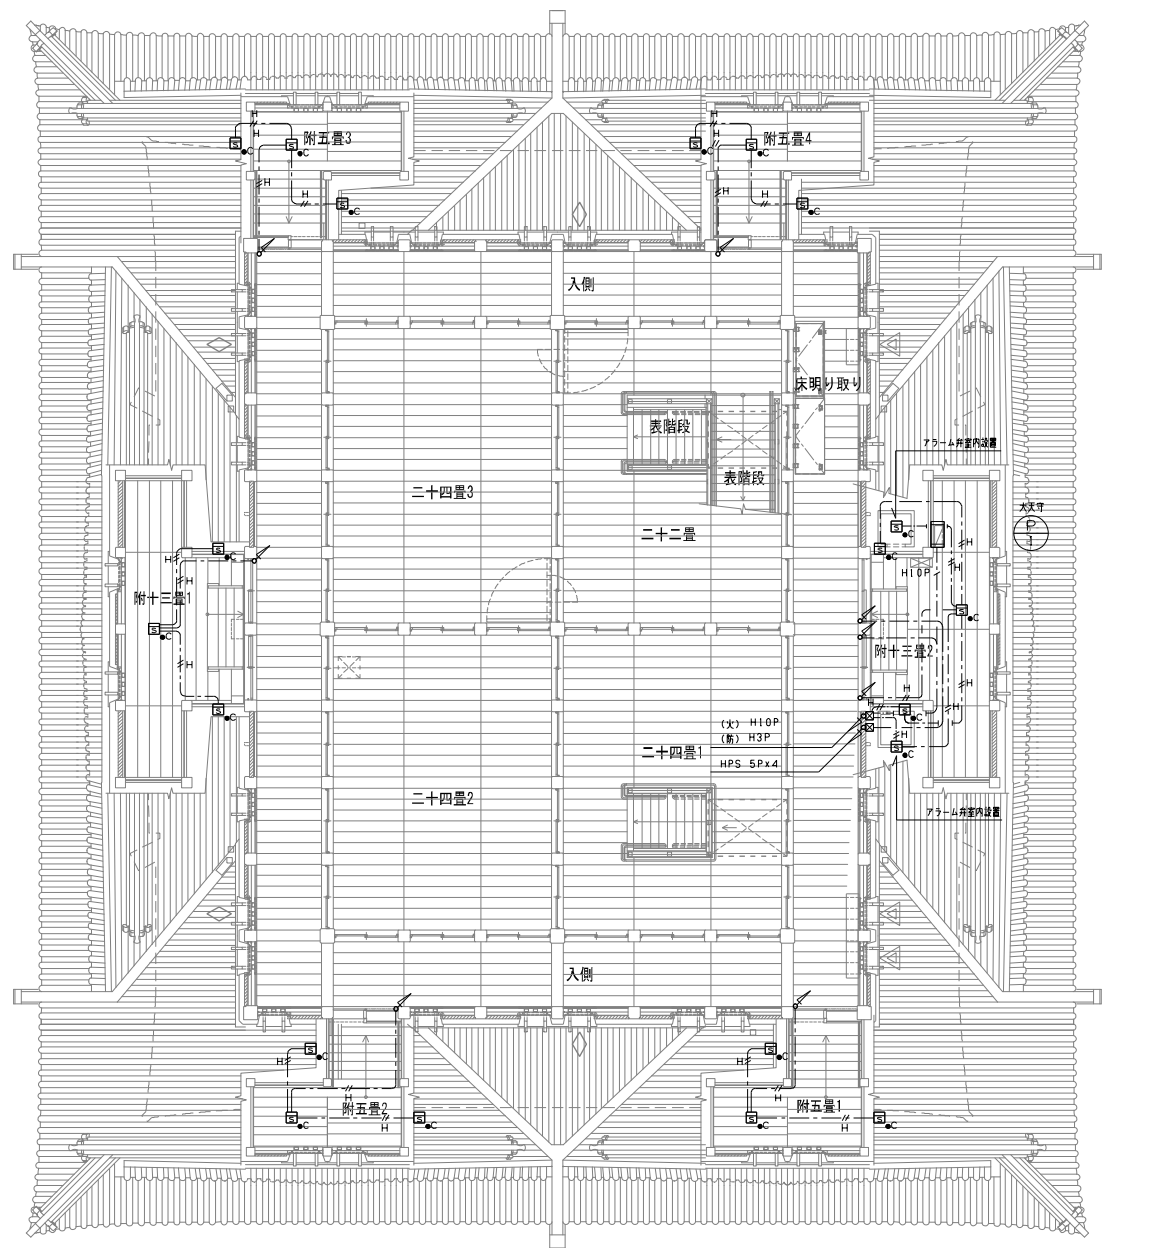 H
H
附五畳3
S
S
●C
●C
H
H
S
●C
H
H
附五畳4
S
S
●C
●C
H
H
S
●C
入側
床明り取り
表階段
表階段
アラーム弁室内設置
二十四畳3
二十二畳
大天守
P
1
S
●C
S
●C
H
H
H10P
S
●C
S
●C
H
H
附十三畳1
S
●C
H
S
●C
附十三畳2
H
H
H
H
S
●C
H
S
●C
(火) H10P
(防) H3P
二十四畳1
HPS 5P×4
二十四畳2
アラーム弁室内設置
入側
S
●C
H
H
附五畳2
S
●C
H
S
●C
S
●C
H
H
附五畳1
S
●C
H
S
●C